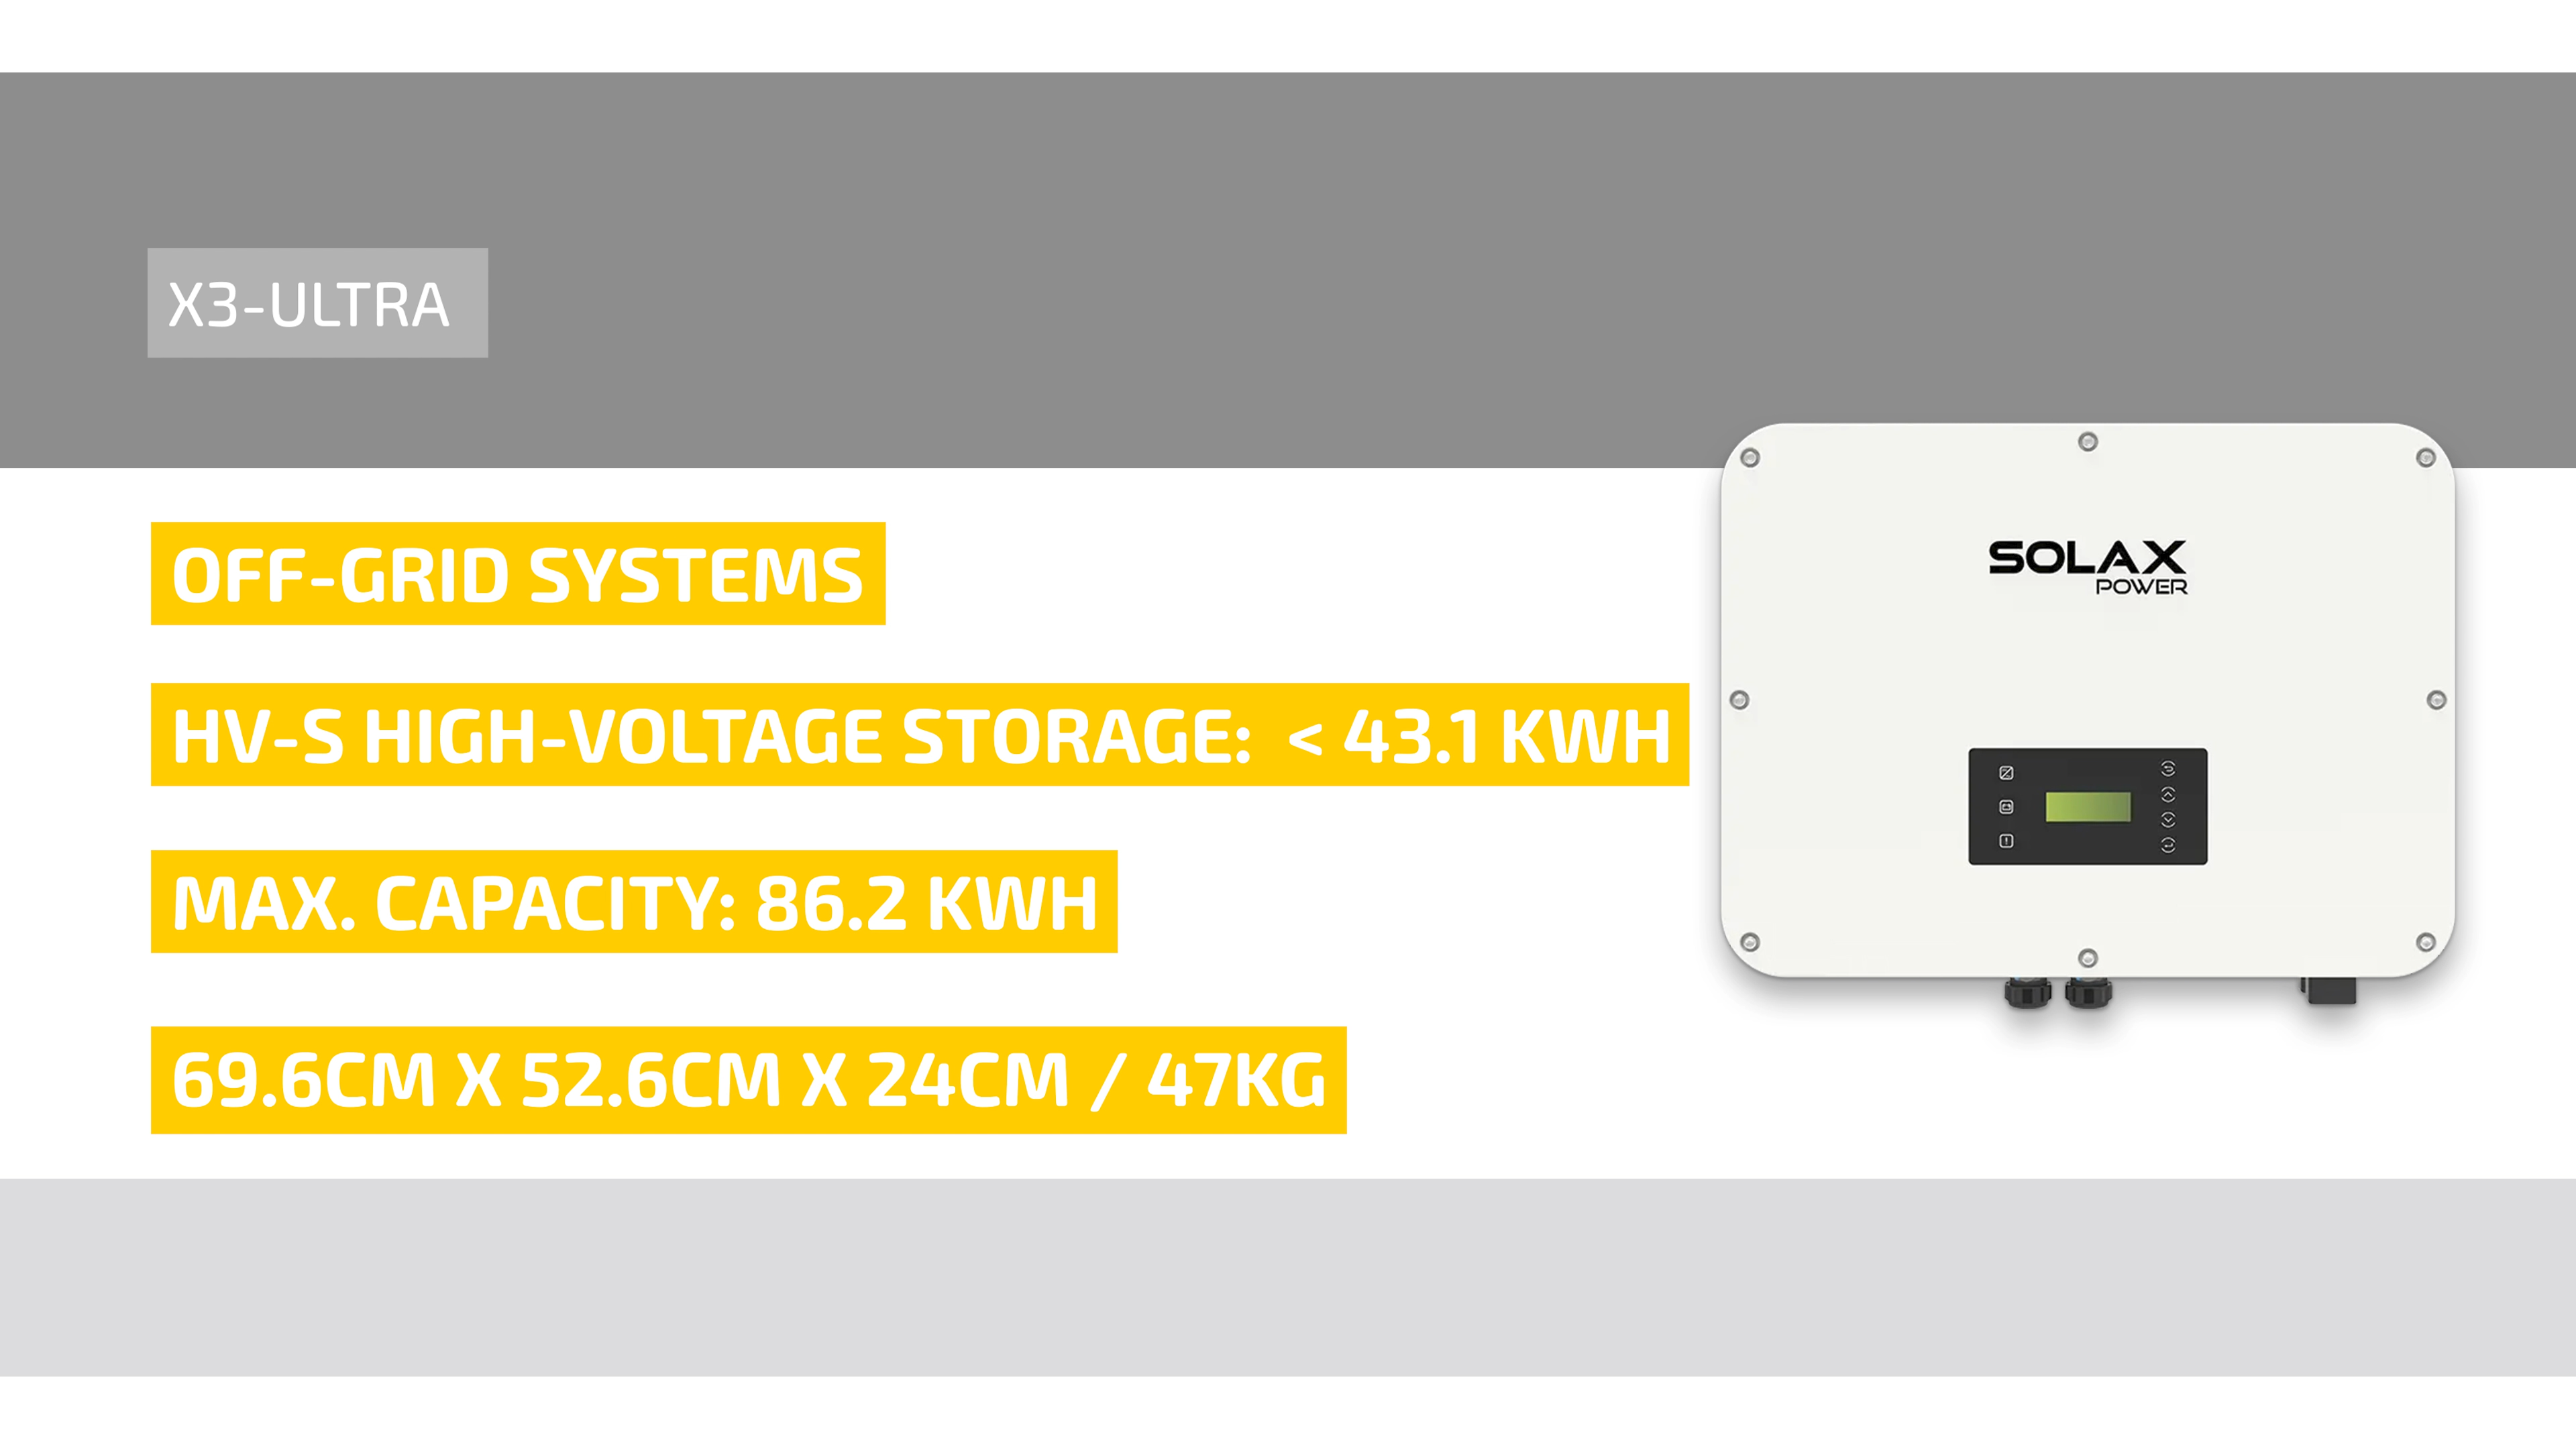 X3-ULTRA
OFF-GRID SYSTEMS
HV-S HIGH-VOLTAGE STORAGE:  < 43.1 KWH
MAX. CAPACITY: 86.2 KWH
69.6CM X 52.6CM X 24CM / 47KG
SOLAX
POWER